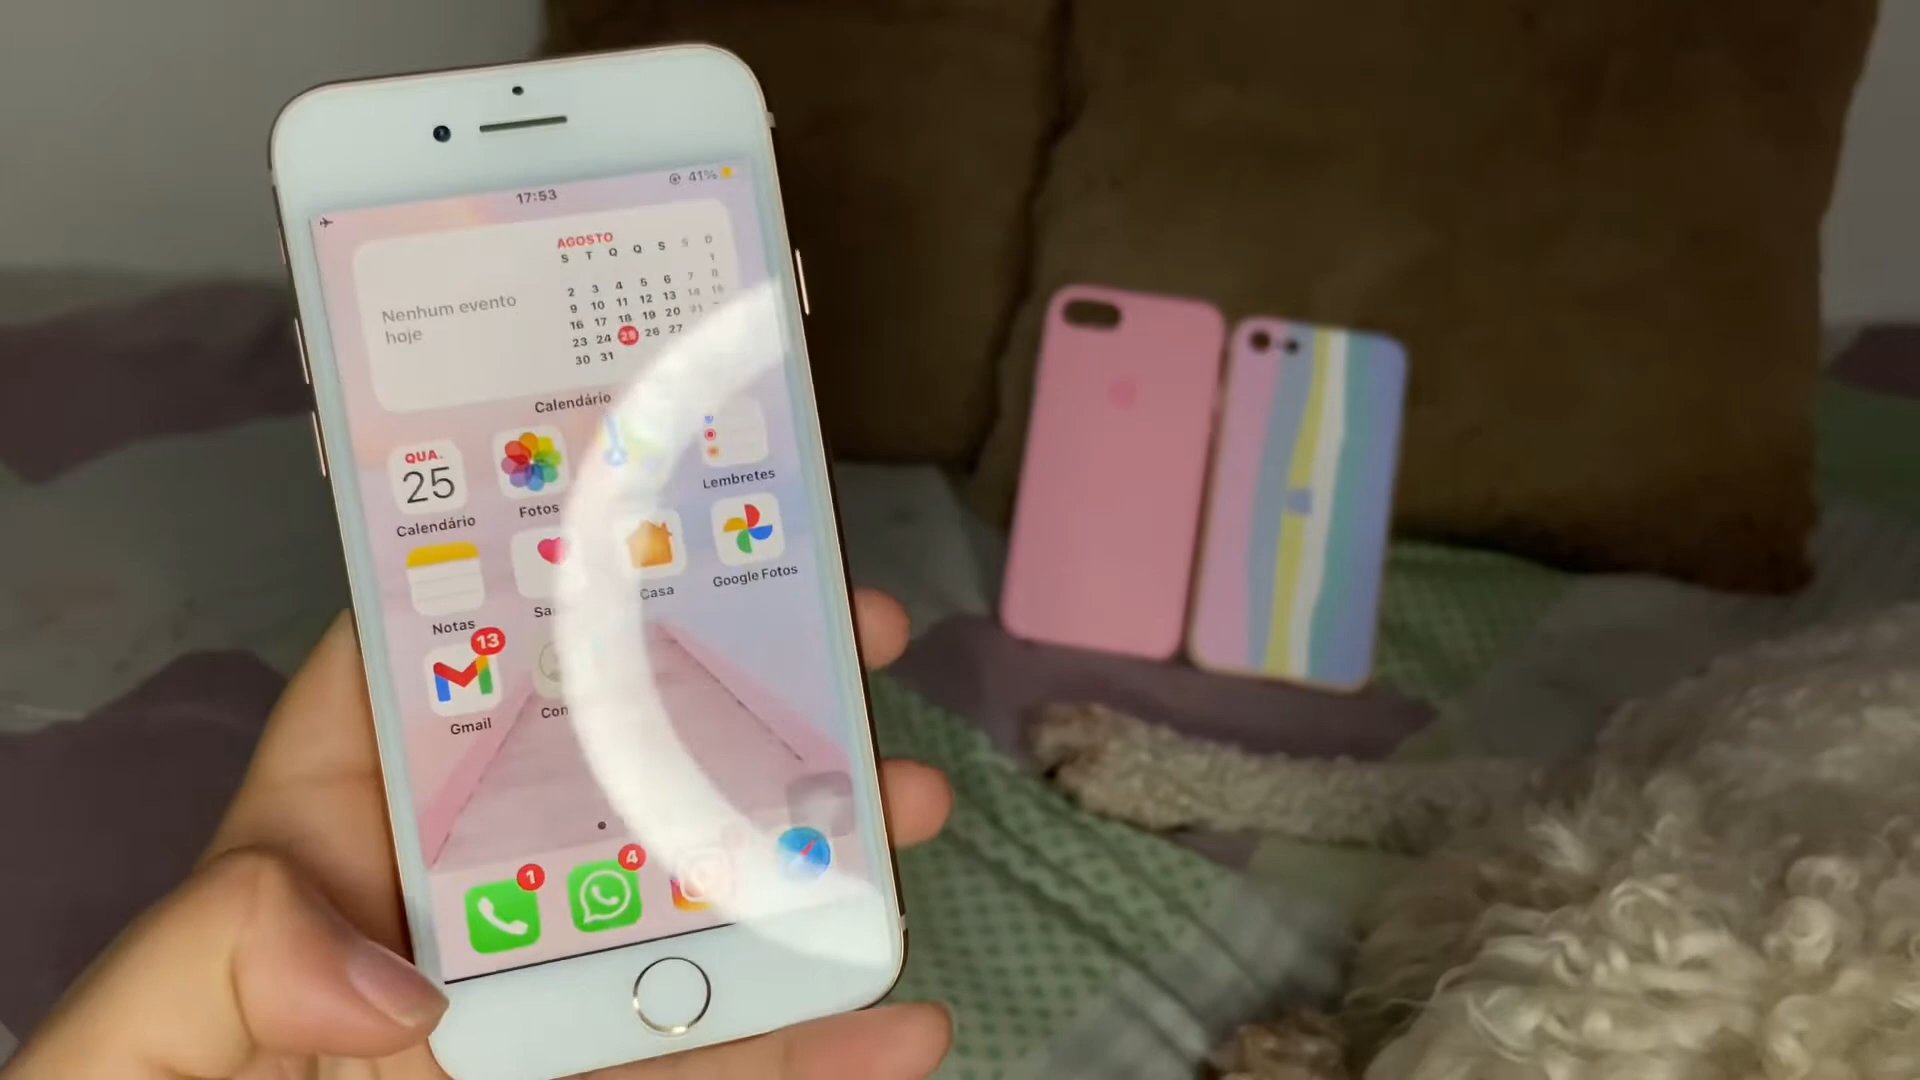 17:53
41%
Nenhum evento
hoje
AGOSTO
S T Q Q S S D
1
2 3 4 5 6 7 8
9 10 11 12 13 14 15
16 17 18 19 20 21
23 24 25 26 27
30 31
Calendário
QUA.
25
Calendário
Fotos
Lembretes
Notas
Casa
Google Fotos
13
Gmail
1
4